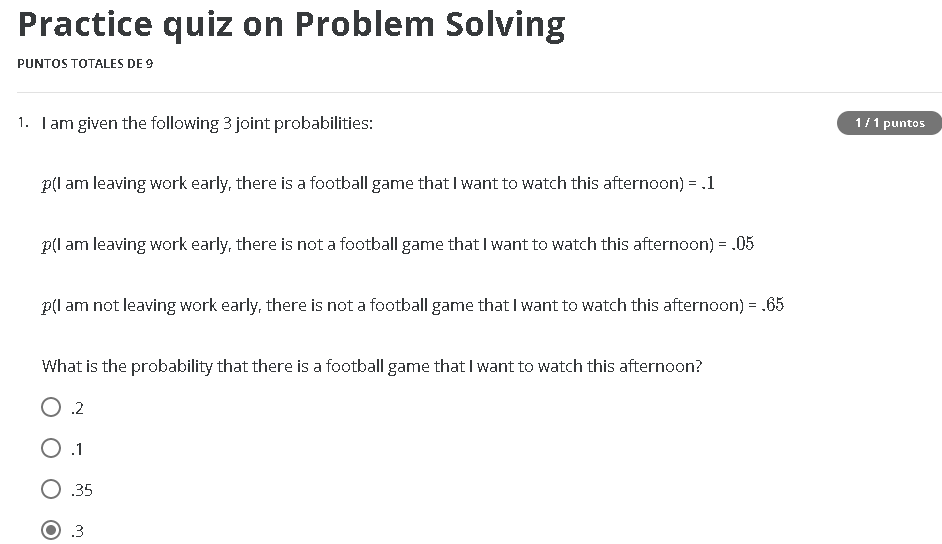 Practice quiz on Problem Solving
PUNTOS TOTALES DE 9
1. I am given the following 3 joint probabilities:
1 / 1 puntos
p(I am leaving work early, there is a football game that I want to watch this afternoon) = .1
p(I am leaving work early, there is not a football game that I want to watch this afternoon) = .05
p(I am not leaving work early, there is not a football game that I want to watch this afternoon) = .65
What is the probability that there is a football game that I want to watch this afternoon?
.2
.1
.35
.3